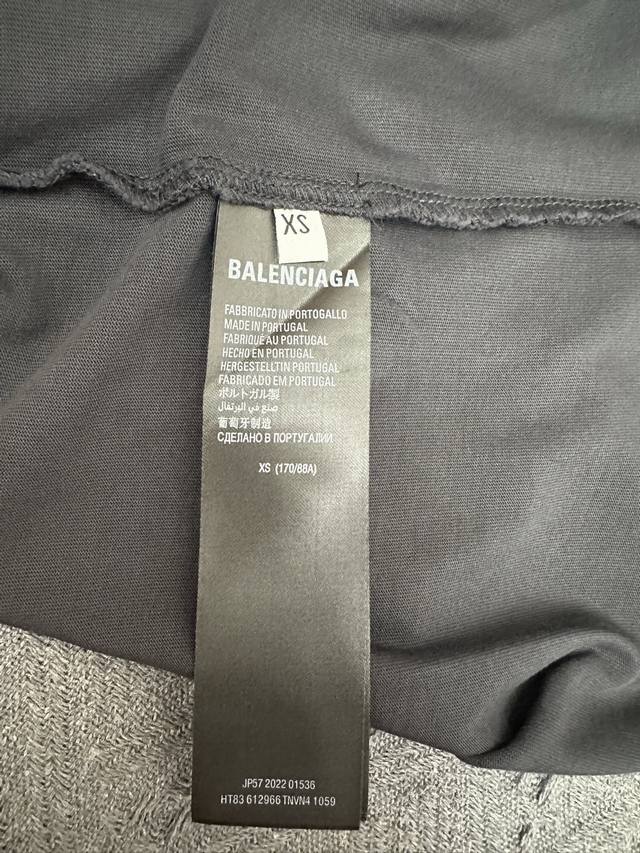 XS
BALENCIAGA
FABBRICATO IN PORTOGALLO
MADE IN PORTUGAL
FABRIQUÉ AU PORTUGAL
HECHO EN PORTUGAL
HERGESTELLT IN PORTUGAL
FABRICADO EM PORTUGAL
ポルトガル製
صنع في البرتغال
葡萄牙制造
СДЕЛАНО В ПОРТУГАЛИИ
XS (170/88A)
JP57 2022 01536
HT83 612966 TNVN4 1059